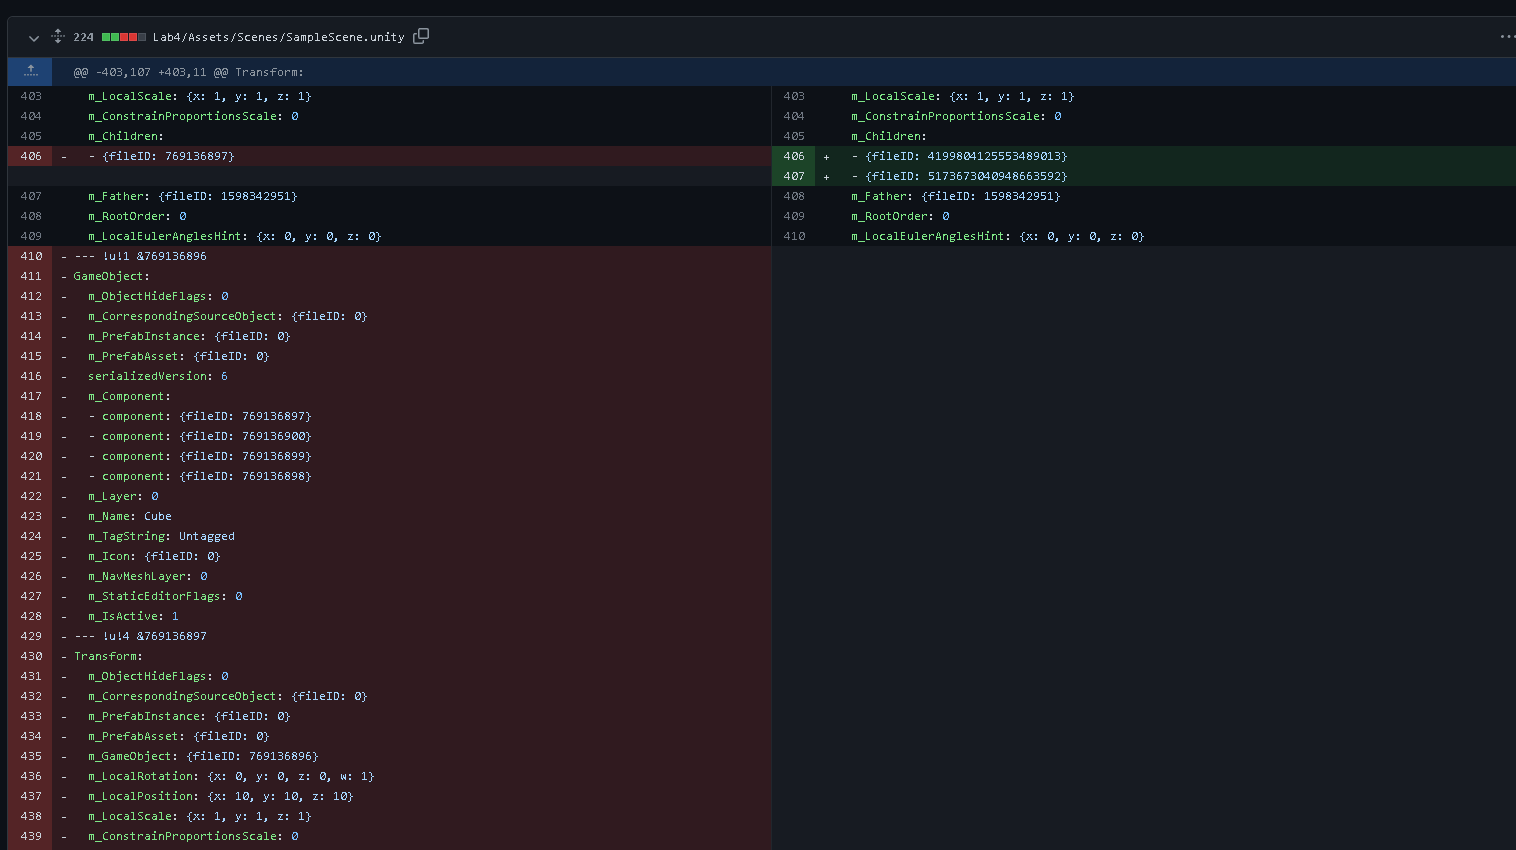 224 Lab4/Assets/Scenes/SampleScene.unity
@@ -403,107 +403,11 @@ Transform:
403 m_LocalScale: {x: 1, y: 1, z: 1} 403 m_LocalScale: {x: 1, y: 1, z: 1}
404 m_ConstrainProportionsScale: 0 404 m_ConstrainProportionsScale: 0
405 m_Children: 405 m_Children:
406 - - {fileID: 769136897} 406 + - {fileID: 4199804125553489013}
407 + - {fileID: 5173673040948663592}
407 m_Father: {fileID: 1598342951} 408 m_Father: {fileID: 1598342951}
408 m_RootOrder: 0 409 m_RootOrder: 0
409 m_LocalEulerAnglesHint: {x: 0, y: 0, z: 0} 410 m_LocalEulerAnglesHint: {x: 0, y: 0, z: 0}
410 - --- !u!1 &769136896
411 - GameObject:
412 - m_ObjectHideFlags: 0
413 - m_CorrespondingSourceObject: {fileID: 0}
414 - m_PrefabInstance: {fileID: 0}
415 - m_PrefabAsset: {fileID: 0}
416 - serializedVersion: 6
417 - m_Component:
418 - - component: {fileID: 769136897}
419 - - component: {fileID: 769136900}
420 - - component: {fileID: 769136899}
421 - - component: {fileID: 769136898}
422 - m_Layer: 0
423 - m_Name: Cube
424 - m_TagString: Untagged
425 - m_Icon: {fileID: 0}
426 - m_NavMeshLayer: 0
427 - m_StaticEditorFlags: 0
428 - m_IsActive: 1
429 - --- !u!4 &769136897
430 - Transform:
431 - m_ObjectHideFlags: 0
432 - m_CorrespondingSourceObject: {fileID: 0}
433 - m_PrefabInstance: {fileID: 0}
434 - m_PrefabAsset: {fileID: 0}
435 - m_GameObject: {fileID: 769136896}
436 - m_LocalRotation: {x: 0, y: 0, z: 0, w: 1}
437 - m_LocalPosition: {x: 10, y: 10, z: 10}
438 - m_LocalScale: {x: 1, y: 1, z: 1}
439 - m_ConstrainProportionsScale: 0